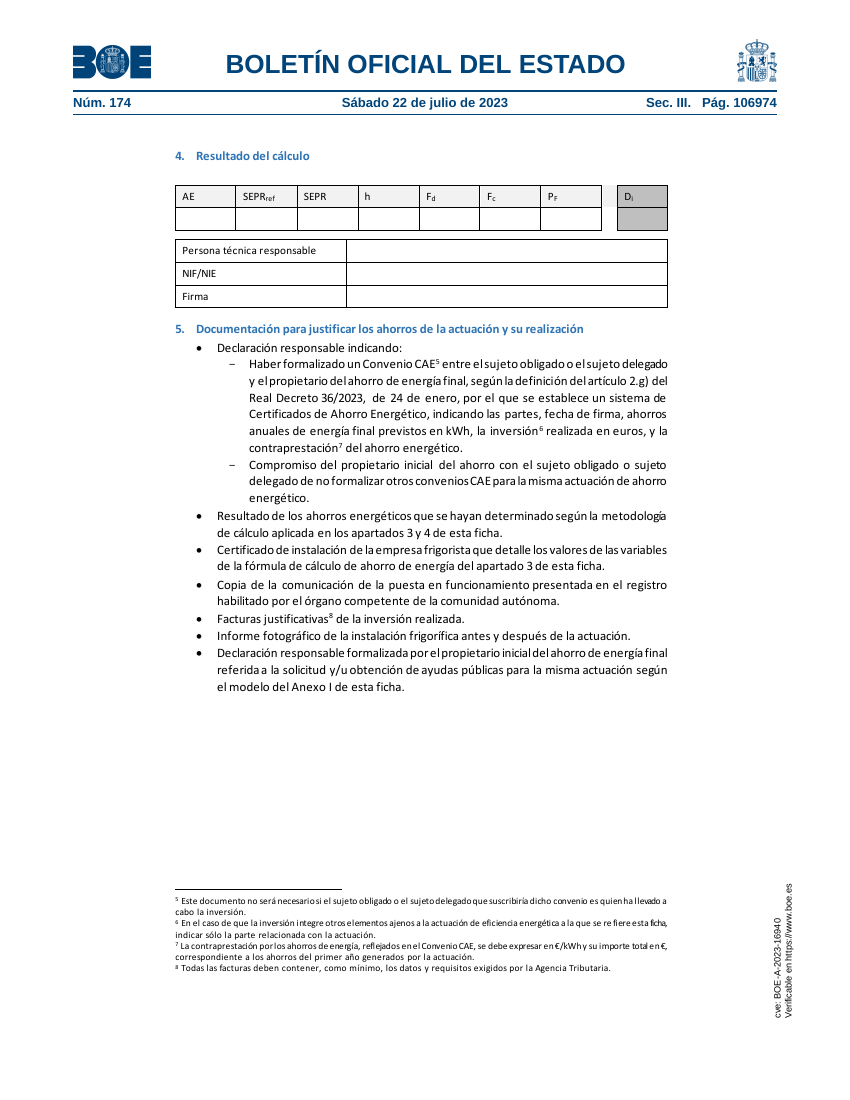 BOE
BOLETÍN OFICIAL DEL ESTADO
Núm. 174 Sábado 22 de julio de 2023 Sec. III. Pág. 106974
4. Resultado del cálculo
AE SEPRref SEPR h Fd Fc PF Di
Persona técnica responsable
NIF/NIE
Firma
5. Documentación para justificar los ahorros de la actuación y su realización
• Declaración responsable indicando:
− Haber formalizado un Convenio CAE⁵ entre el sujeto obligado o el sujeto delegado
y el propietario del ahorro de energía final, según la definición del artículo 2.g) del
Real Decreto 36/2023, de 24 de enero, por el que se establece un sistema de
Certificados de Ahorro Energético, indicando las partes, fecha de firma, ahorros
anuales de energía final previstos en kWh, la inversión⁶ realizada en euros, y la
contraprestación⁷ del ahorro energético.
− Compromiso del propietario inicial del ahorro con el sujeto obligado o sujeto
delegado de no formalizar otros convenios CAE para la misma actuación de ahorro
energético.
• Resultado de los ahorros energéticos que se hayan determinado según la metodología
de cálculo aplicada en los apartados 3 y 4 de esta ficha.
• Certificado de instalación de la empresa frigorista que detalle los valores de las variables
de la fórmula de cálculo de ahorro de energía del apartado 3 de esta ficha.
• Copia de la comunicación de la puesta en funcionamiento presentada en el registro
habilitado por el órgano competente de la comunidad autónoma.
• Facturas justificativas⁸ de la inversión realizada.
• Informe fotográfico de la instalación frigorífica antes y después de la actuación.
• Declaración responsable formalizada por el propietario inicial del ahorro de energía final
referida a la solicitud y/u obtención de ayudas públicas para la misma actuación según
el modelo del Anexo I de esta ficha.
⁵ Este documento no será necesario si el sujeto obligado o el sujeto delegado que suscribiría dicho convenio es quien ha llevado a
cabo la inversión.
⁶ En el caso de que la inversión integre otros elementos ajenos a la actuación de eficiencia energética a la que se refiere esta ficha,
indicar sólo la parte relacionada con la actuación.
⁷ La contraprestación por los ahorros de energía, reflejados en el Convenio CAE, se debe expresar en €/kWh y su importe total en €,
correspondiente a los ahorros del primer año generados por la actuación.
⁸ Todas las facturas deben contener, como mínimo, los datos y requisitos exigidos por la Agencia Tributaria.
cve: BOE-A-2023-16940
Verificable en https://www.boe.es